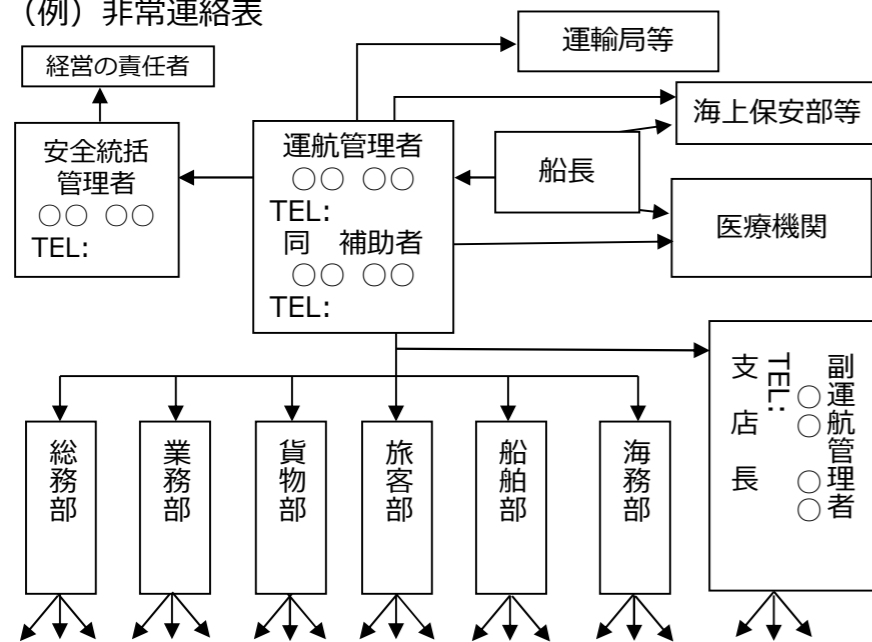 （例）非常連絡表
運輸局等
経営の責任者
海上保安部等
安全統括
管理者
○○ ○○
TEL:
運航管理者
○○ ○○
TEL:
同　補助者
○○ ○○
TEL:
船長
医療機関
総務部
業務部
貨物部
旅客部
船舶部
海務部
副運航管理者
○○ ○○
TEL:
支店長